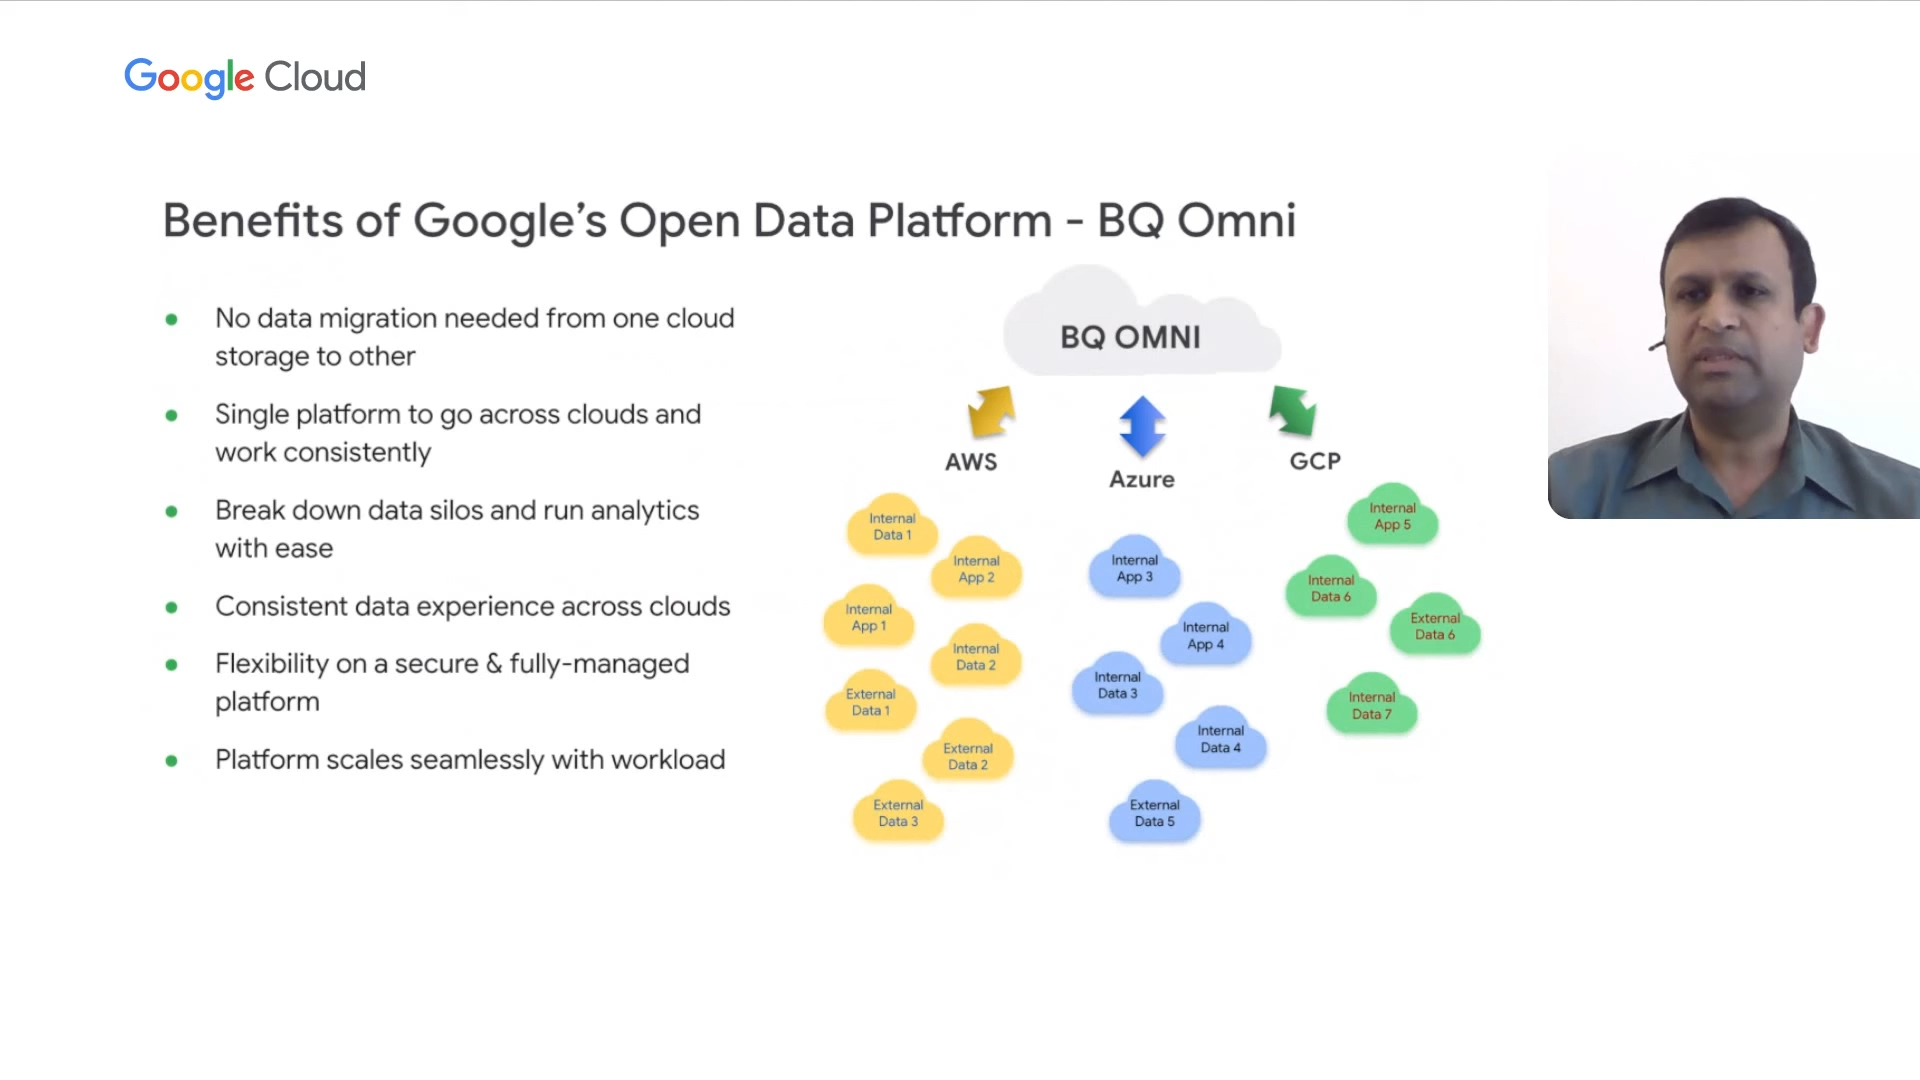 Google Cloud
Benefits of Google's Open Data Platform - BQ Omni
No data migration needed from one cloud
storage to other
Single platform to go across clouds and
work consistently
Break down data silos and run analytics
with ease
Consistent data experience across clouds
Flexibility on a secure & fully-managed
platform
Platform scales seamlessly with workload
BQ OMNI
AWS
Azure
GCP
Internal
Data 1
Internal
App 2
Internal
App 1
Internal
Data 2
External
Data 1
External
Data 2
External
Data 3
Internal
App 3
Internal
App 4
Internal
Data 3
Internal
Data 4
External
Data 5
Internal
App 5
Internal
Data 6
External
Data 6
Internal
Data 7